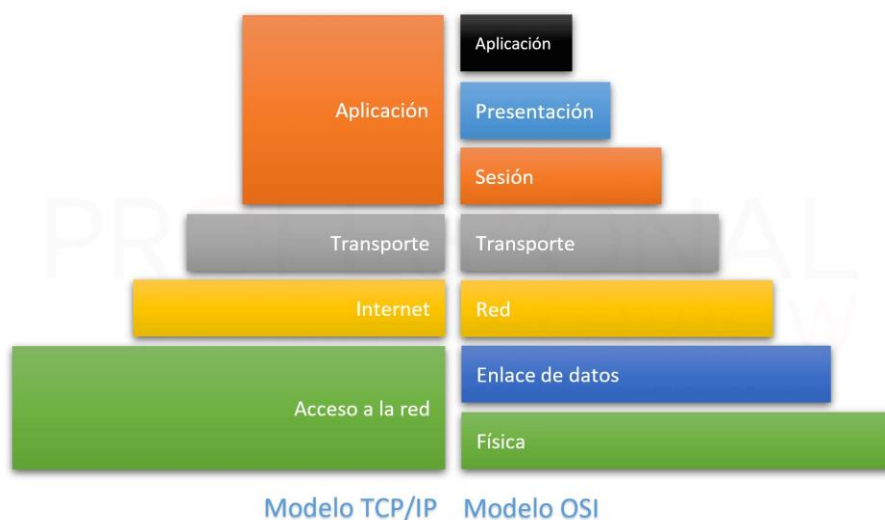 Aplicación
Transporte
Internet
Acceso a la red
Modelo TCP/IP
Aplicación
Presentación
Sesión
Transporte
Red
Enlace de datos
Física
Modelo OSI